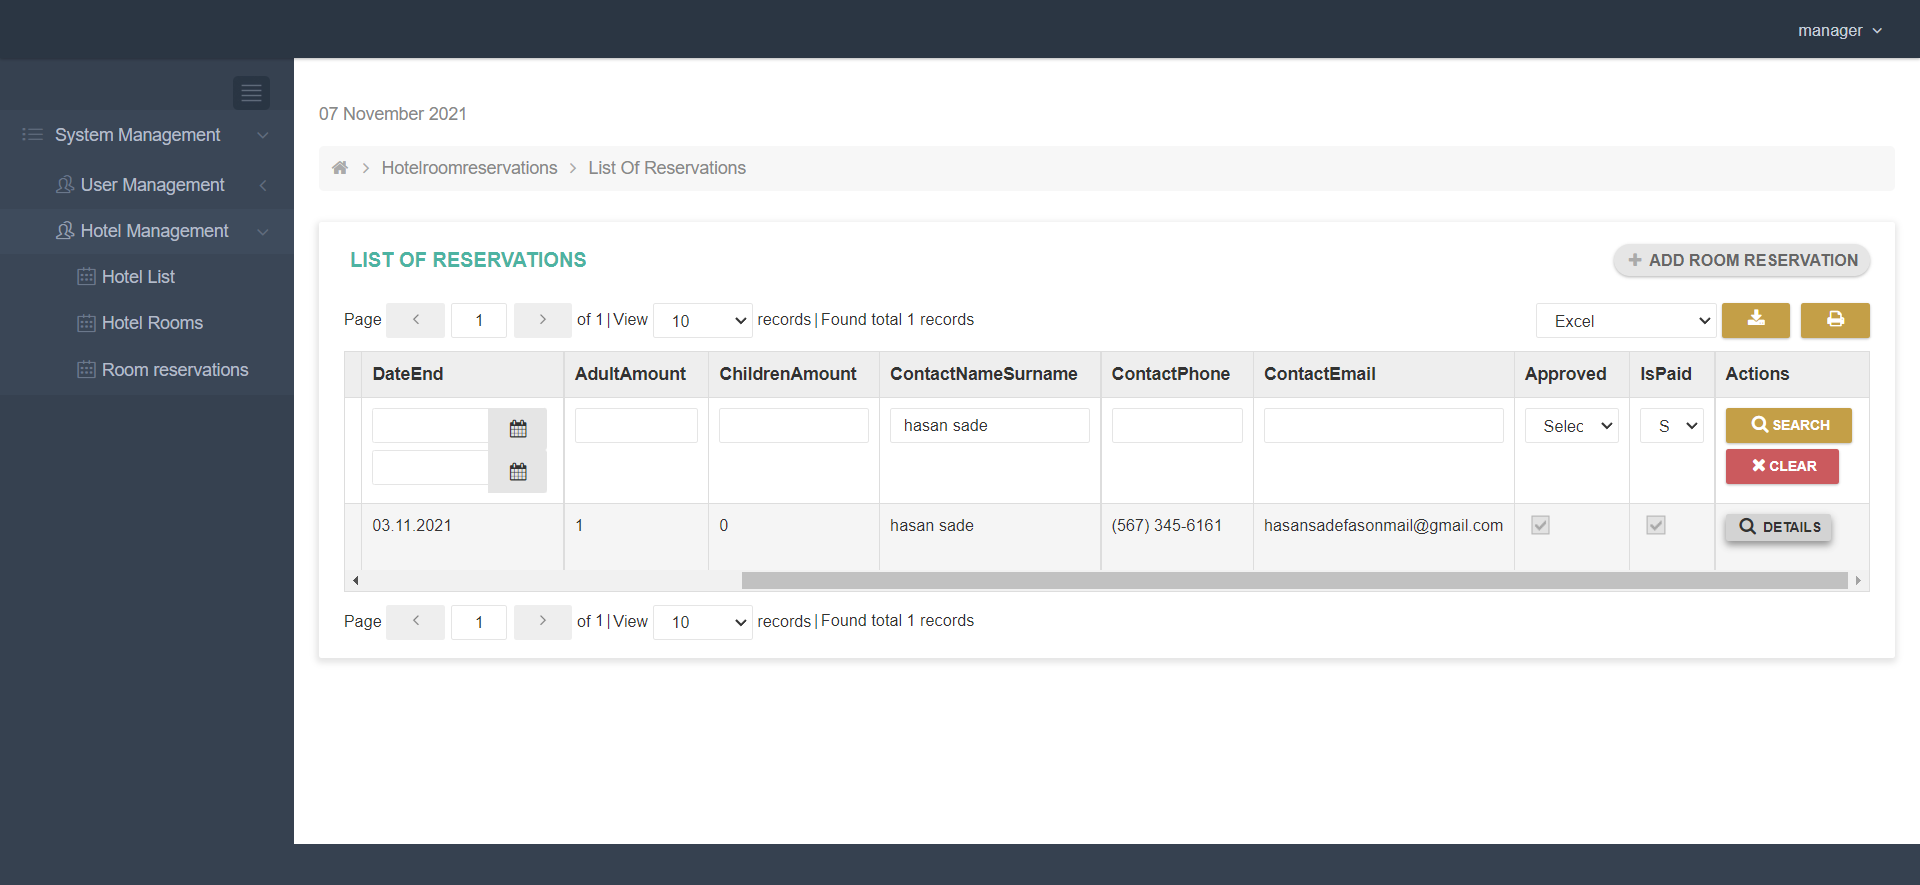 manager
07 November 2021
System Management
Hotelroomreservations List Of Reservations
User Management
Hotel Management
LIST OF RESERVATIONS
ADD ROOM RESERVATION
Hotel List
Hotel Rooms
Page 1 of 1 | View 10 records | Found total 1 records
Excel
Room reservations
DateEnd AdultAmount ChildrenAmount ContactNameSurname ContactPhone ContactEmail Approved IsPaid Actions
hasan sade Selec S SEARCH
CLEAR
03.11.2021 1 0 hasan sade (567) 345-6161 hasansadefasonmail@gmail.com DETAILS
Page 1 of 1 | View 10 records | Found total 1 records